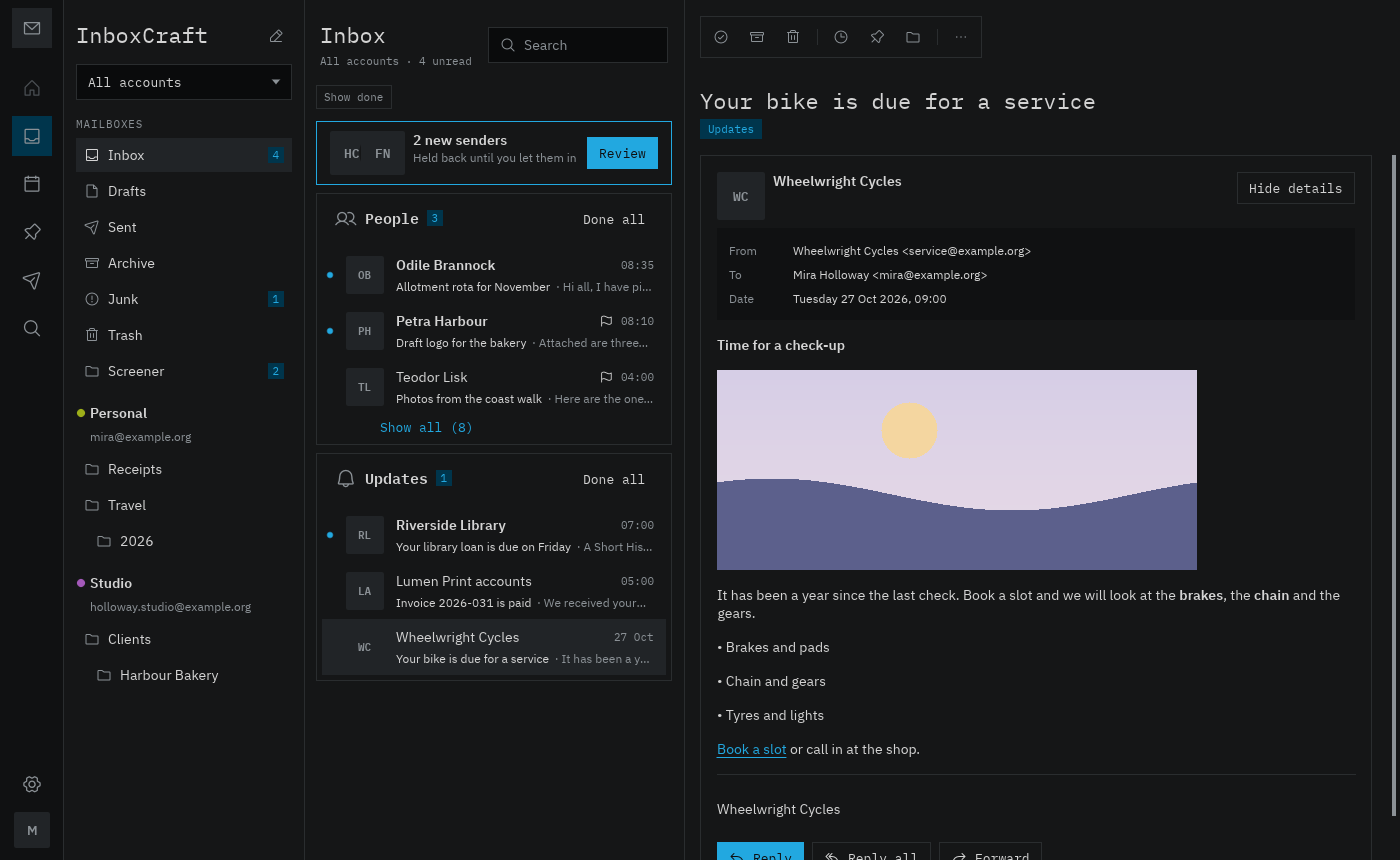 InboxCraft
All accounts
MAILBOXES
Inbox 4
Drafts
Sent
Archive
Junk 1
Trash
Screener 2
Personal
mira@example.org
Receipts
Travel
2026
Studio
holloway.studio@example.org
Clients
Harbour Bakery
M
Inbox
All accounts · 4 unread
Search
Show done
HC FN
2 new senders
Held back until you let them in
Review
People 3
Done all
OB
Odile Brannock 08:35
Allotment rota for November · Hi all, I have pi...
PH
Petra Harbour 08:10
Draft logo for the bakery · Attached are three...
TL
Teodor Lisk 04:00
Photos from the coast walk · Here are the one...
Show all (8)
Updates 1
Done all
RL
Riverside Library 07:00
Your library loan is due on Friday · A Short His...
LA
Lumen Print accounts 05:00
Invoice 2026-031 is paid · We received your...
WC
Wheelwright Cycles 27 Oct
Your bike is due for a service · It has been a y...
Your bike is due for a service
Updates
WC
Wheelwright Cycles
Hide details
From Wheelwright Cycles <service@example.org>
To Mira Holloway <mira@example.org>
Date Tuesday 27 Oct 2026, 09:00
Time for a check-up
It has been a year since the last check. Book a slot and we will look at the brakes, the chain and the
gears.
• Brakes and pads
• Chain and gears
• Tyres and lights
Book a slot or call in at the shop.
Wheelwright Cycles
Reply
Reply all
Forward